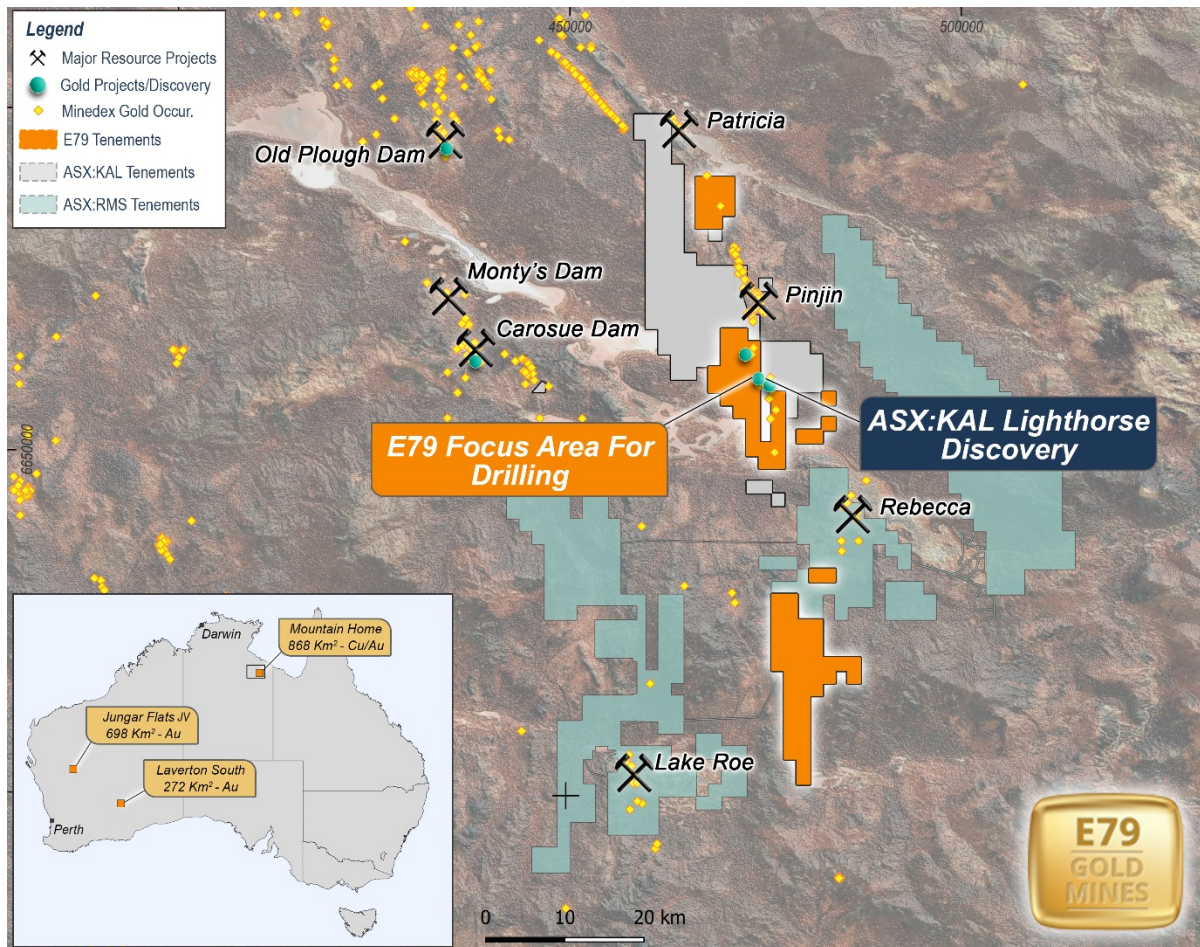 Legend
Major Resource Projects
Gold Projects/Discovery
Minedex Gold Occur.
E79 Tenements
ASX:KAL Tenements
ASX:RMS Tenements
450000
500000
6650000
Patricia
Old Plough Dam
Monty's Dam
Pinjin
Carosue Dam
E79 Focus Area For
Drilling
ASX:KAL Lighthorse
Discovery
Rebecca
Lake Roe
Darwin
Mountain Home
868 Km² - Cu/Au
Jungar Flats JV
698 Km² - Au
Laverton South
272 Km² - Au
Perth
0 10 20 km
E79
GOLD
MINES